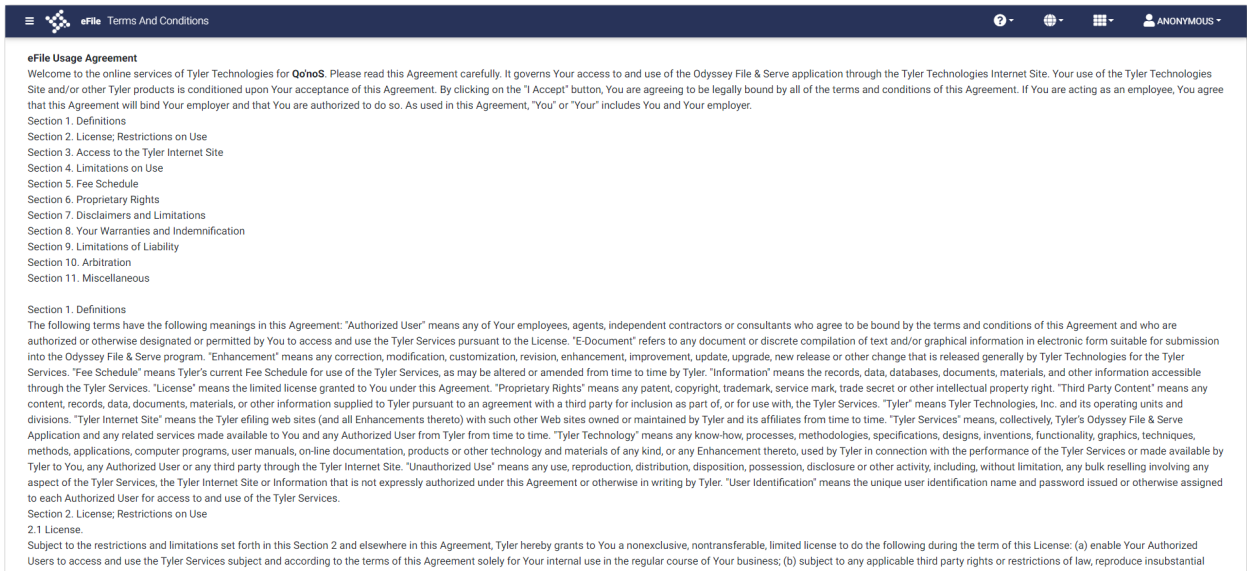 eFile Terms And Conditions ANONYMOUS
eFile Usage Agreement
Welcome to the online services of Tyler Technologies for Qo'noS. Please read this Agreement carefully. It governs Your access to and use of the Odyssey File & Serve application through the Tyler Technologies Internet Site. Your use of the Tyler Technologies
Site and/or other Tyler products is conditioned upon Your acceptance of this Agreement. By clicking on the "I Accept" button, You are agreeing to be legally bound by all of the terms and conditions of this Agreement. If You are acting as an employee, You agree
that this Agreement will bind Your employer and that You are authorized to do so. As used in this Agreement, "You" or "Your" includes You and Your employer.
Section 1. Definitions
Section 2. License; Restrictions on Use
Section 3. Access to the Tyler Internet Site
Section 4. Limitations on Use
Section 5. Fee Schedule
Section 6. Proprietary Rights
Section 7. Disclaimers and Limitations
Section 8. Your Warranties and Indemnification
Section 9. Limitations of Liability
Section 10. Arbitration
Section 11. Miscellaneous
Section 1. Definitions
The following terms have the following meanings in this Agreement: "Authorized User" means any of Your employees, agents, independent contractors or consultants who agree to be bound by the terms and conditions of this Agreement and who are
authorized or otherwise designated or permitted by You to access and use the Tyler Services pursuant to the License. "E-Document" refers to any document or discrete compilation of text and/or graphical information in electronic form suitable for submission
into the Odyssey File & Serve program. "Enhancement" means any correction, modification, customization, revision, enhancement, improvement, update, upgrade, new release or other change that is released generally by Tyler Technologies for the Tyler
Services. "Fee Schedule" means Tyler's current Fee Schedule for use of the Tyler Services, as may be altered or amended from time to time by Tyler. "Information" means the records, data, databases, documents, materials, and other information accessible
through the Tyler Services. "License" means the limited license granted to You under this Agreement. "Proprietary Rights" means any patent, copyright, trademark, service mark, trade secret or other intellectual property right. "Third Party Content" means any
content, records, data, documents, materials, or other information supplied to Tyler pursuant to an agreement with a third party for inclusion as part of, or for use with, the Tyler Services. "Tyler" means Tyler Technologies, Inc. and its operating units and
divisions. "Tyler Internet Site" means the Tyler efiling web sites (and all Enhancements thereto) with such other Web sites owned or maintained by Tyler and its affiliates from time to time. "Tyler Services" means, collectively, Tyler's Odyssey File & Serve
Application and any related services made available to You and any Authorized User from Tyler from time to time. "Tyler Technology" means any know-how, processes, methodologies, specifications, designs, inventions, functionality, graphics, techniques,
methods, applications, computer programs, user manuals, on-line documentation, products or other technology and materials of any kind, or any Enhancement thereto, used by Tyler in connection with the performance of the Tyler Services or made available by
Tyler to You, any Authorized User or any third party through the Tyler Internet Site. "Unauthorized Use" means any use, reproduction, distribution, disposition, possession, disclosure or other activity, including, without limitation, any bulk reselling involving any
aspect of the Tyler Services, the Tyler Internet Site or Information that is not expressly authorized under this Agreement or otherwise in writing by Tyler. "User Identification" means the unique user identification name and password issued or otherwise assigned
to each Authorized User for access to and use of the Tyler Services.
Section 2. License; Restrictions on Use
2.1 License.
Subject to the restrictions and limitations set forth in this Section 2 and elsewhere in this Agreement, Tyler hereby grants to You a nonexclusive, nontransferable, limited license to do the following during the term of this License: (a) enable Your Authorized
Users to access and use the Tyler Services subject and according to the terms of this Agreement solely for Your internal use in the regular course of Your business; (b) subject to any applicable third party rights or restrictions of law, reproduce insubstantial